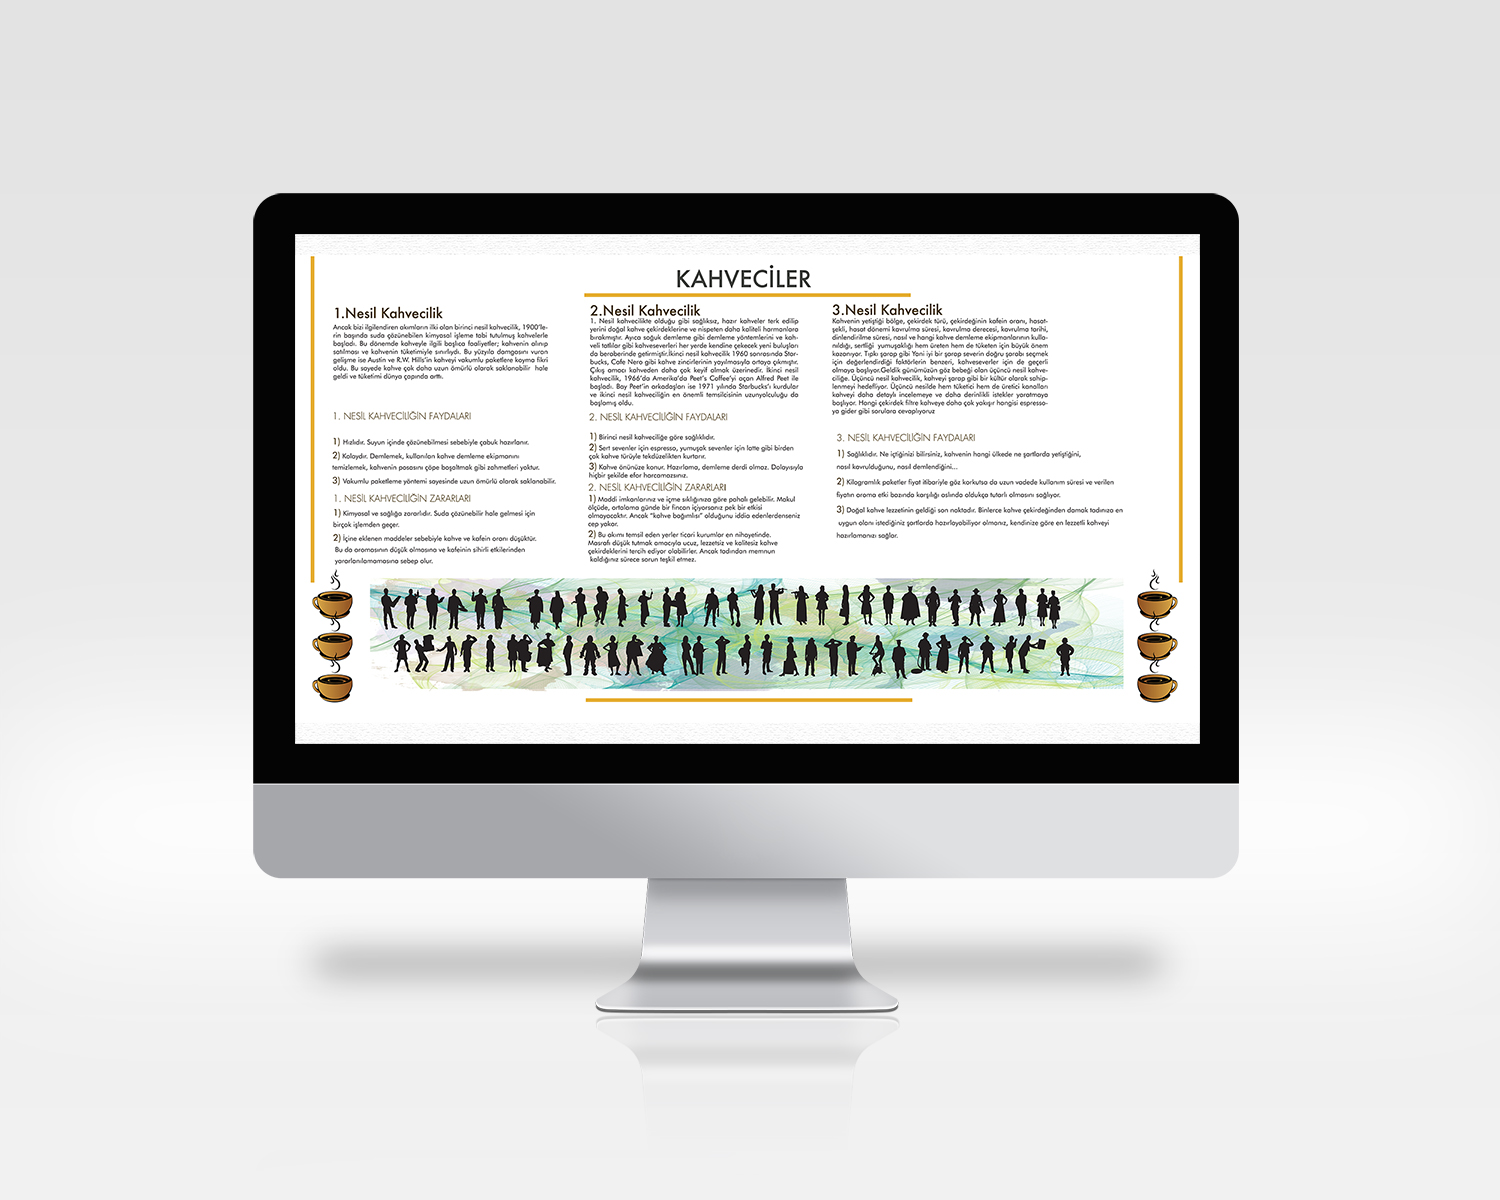 KAHVECİLER
1.Nesil Kahvecilik
Ancak bizi ilgilendiren akımların ilki olan birinci nesil kahvecilik, 1900'le-
rin başında suda çözünebilen kimyasal işleme tabi tutulmuş kahvelerle
başladı. Bu dönemde kahveyle ilgili başlıca faaliyetler; kahvenin alınıp
satılması ve kahvenin tüketimiyle sınırlıydı. Bu yüzyıla damgasını vuran
gelişme ise Austin ve R.W. Hills'in kahveyi vakumlu paketlere koyma fikri
oldu. Bu sayede kahve çok daha uzun ömürlü olarak saklanabilir hale
geldi ve tüketimi dünya çapında arttı.
1. NESİL KAHVECİLİĞİN FAYDALARI
1) Hızlıdır. Suyun içinde çözünebilmesi sebebiyle çabuk hazırlanır.
2) Kolaydır. Demlemek, kullanılan kahve demleme ekipmanını
temizlemek, kahvenin posasını çöpe boşaltmak gibi zahmetleri yoktur.
3) Vakumlu paketleme yöntemi sayesinde uzun ömürlü olarak saklanabilir.
1. NESİL KAHVECİLİĞİN ZARARLARI
1) Kimyasal ve sağlığa zararlıdır. Suda çözünebilir hale gelmesi için
birçok işlemden geçer.
2) İçine eklenen maddeler sebebiyle kahve ve kafein oranı düşüktür.
Bu da aromasının düşük olmasına ve kafeinin sihirli etkilerinden
yararlanılamamasına sebep olur.
2.Nesil Kahvecilik
1. Nesil kahvecilikte olduğu gibi sağlıksız, hazır kahveler terk edilip
yerini doğal kahve çekirdeklerine ve nispeten daha kaliteli harmanlara
bırakmıştır. Ayıca soğuk demleme gibi demleme yöntemlerini ve kah-
veli tatlılar gibi kahveseverleri her yerde kendine çekecek yeni buluşları
da beraberinde getirmiştir.İkinci nesil kahvecilik 1960 sonrasında Star-
bucks, Cafe Nero gibi kahve zincirlerinin yayılmasıyla ortaya çıkmıştır.
Çıkış amacı kahveden daha çok keyif almak üzerinedir. İkinci nesil
kahvecilik, 1966'da Amerika'da Peet's Coffee'yi açan Alfred Peet ile
başladı. Bay Peet'in arkadaşları ise 1971 yılında Starbucks'ı kurdular
ve ikinci nesil kahveciliğin en önemli temsilcisinin uzunyolculuğu da
başlamış oldu.
2. NESİL KAHVECİLİĞİN FAYDALARI
1) Birinci nesil kahveciliğe göre sağlıklıdır.
2) Sert sevenler için espresso, yumuşak sevenler için latte gibi birden
çok kahve türüyle tekdüzelikten kurtarır.
3) Kahve önünüze konur. Hazırlama, demleme derdi olmaz. Dolayısıyla
hiçbir şekilde efor harcamazsınız.
2. NESİL KAHVECİLİĞİN ZARARLARI
1) Maddi imkanlarınız ve içme sıklığınıza göre pahalı gelebilir. Makul
ölçüde, ortalama günde bir fincan içiyorsanız pek bir etkisi
olmayacaktır. Ancak "kahve bağımlısı" olduğunu iddia edenlerdenseniz
cep yakar.
2) Bu akımı temsil eden yerler ticari kurumlar en nihayetinde.
Masrafı düşük tutmak amacıyla ucuz, lezzetsiz ve kalitesiz kahve
çekirdeklerini tercih ediyor olabilirler. Ancak tadından memnun
kaldığınız sürece sorun teşkil etmez.
3.Nesil Kahvecilik
Kahvenin yetiştiği bölge, çekirdek türü, çekirdeğinin kafein oranı, hasat-
şekli, hasat dönemi kavrulma süresi, kavrulma derecesi, kavrulma tarihi,
dinlendirilme süresi, nasıl ve hangi kahve demleme ekipmanlarının kulla-
nıldığı, sertliği yumuşaklığı hem üreten hem de tüketen için büyük önem
kazanıyor. Tıpkı şarap gibi Yani iyi bir şarap severin doğru şarabı seçmek
için değerlendirdiği faktörlerin benzeri, kahveseverler için de geçerli
olmaya başlıyor.Geldik günümüzün göz bebeği olan üçüncü nesil kahve-
ciliğe. Üçüncü nesil kahvecilik, kahveyi şarap gibi bir kültür olarak sahip-
lenmeyi hedefliyor. Üçüncü nesilde hem tüketici hem de üretici kanalları
kahveyi daha detaylı incelemeye ve daha derinlikli istekler yaratmaya
başlıyor. Hangi çekirdek filtre kahveye daha çok yakışır hangisi espresso-
ya gider gibi sorulara cevaplıyoruz
3. NESİL KAHVECİLİĞİN FAYDALARI
1) Sağlıklıdır. Ne içtiğinizi bilirsiniz, kahvenin hangi ülkede ne şartlarda yetiştiğini,
nasıl kavrulduğunu, nasıl demlendiğini...
2) Kilogramlık paketler fiyat itibariyle göz korkutsa da uzun vadede kullanım süresi ve verilen
fiyatın aroma etki bazında karşılığı aslında oldukça tutarlı olmasını sağlıyor.
3) Doğal kahve lezzetinin geldiği son noktadır. Binlerce kahve çekirdeğinden damak tadınıza en
uygun olanı istediğiniz şartlarda hazırlayabiliyor olmanız, kendinize göre en lezzetli kahveyi
hazırlamanızı sağlar.